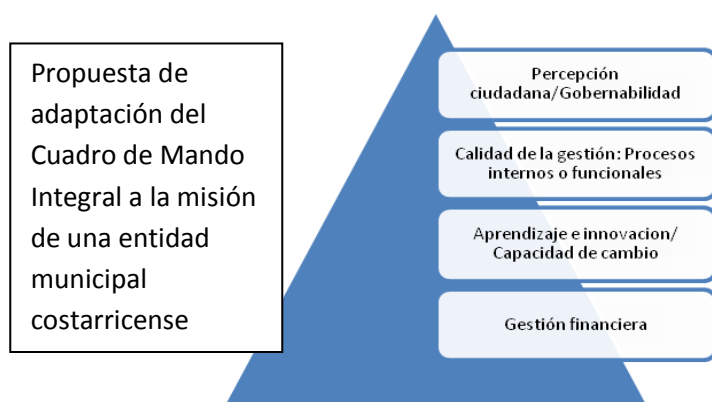 Propuesta de
adaptación del
Cuadro de Mando
Integral a la misión
de una entidad
municipal
costarricense
Percepción
ciudadana/Gobernabilidad
Calidad de la gestión: Procesos
internos o funcionales
Aprendizaje e innovacion/
Capacidad de cambio
Gestión financiera